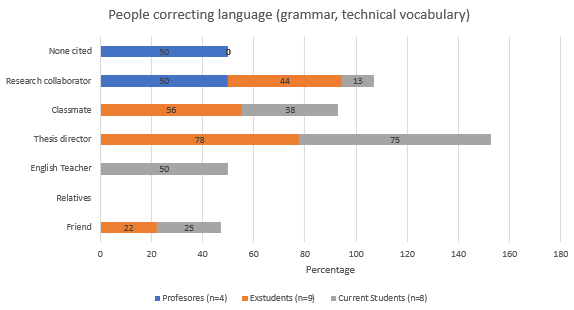 People correcting language (grammar, technical vocabulary)
None cited 50 0
Research collaborator 50 44 13
Classmate 56 38
Thesis director 78 75
English Teacher 50
Relatives
Friend 22 25
0 20 40 60 80 100 120 140 160 180
Percentage
Profesores (n=4) Exstudents (n=9) Current Students (n=8)